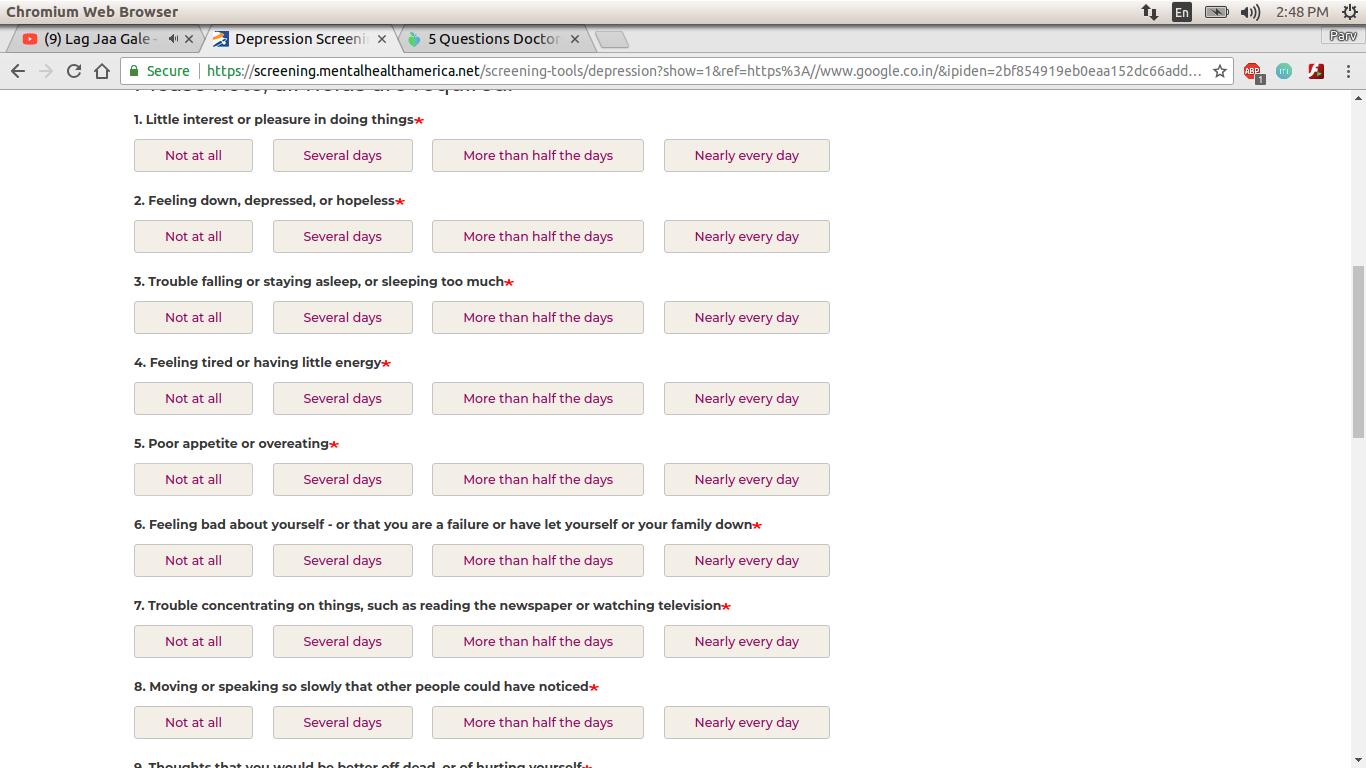 Chromium Web Browser
En
2:48 PM
(9) Lag Jaa Gale -
Depression Screeni
5 Questions Doctor
Parv
Secure
https://screening.mentalhealthamerica.net/screening-tools/depression?show=1&ref=https%3A//www.google.co.in/&ipiden=2bf854919eb0eaa152dc66add...
ABP
1
Please note, all fields are required.
1. Little interest or pleasure in doing things*
Not at all Several days More than half the days Nearly every day
2. Feeling down, depressed, or hopeless*
Not at all Several days More than half the days Nearly every day
3. Trouble falling or staying asleep, or sleeping too much*
Not at all Several days More than half the days Nearly every day
4. Feeling tired or having little energy*
Not at all Several days More than half the days Nearly every day
5. Poor appetite or overeating*
Not at all Several days More than half the days Nearly every day
6. Feeling bad about yourself - or that you are a failure or have let yourself or your family down*
Not at all Several days More than half the days Nearly every day
7. Trouble concentrating on things, such as reading the newspaper or watching television*
Not at all Several days More than half the days Nearly every day
8. Moving or speaking so slowly that other people could have noticed*
Not at all Several days More than half the days Nearly every day
9. Thoughts that you would be better off dead, or of hurting yourself*